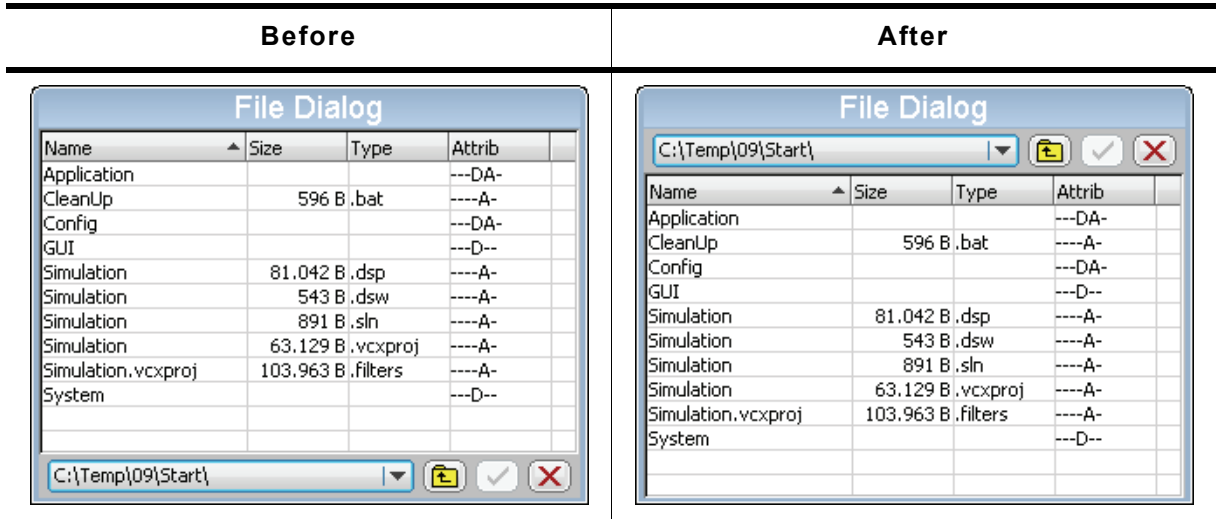 Before After
File Dialog
Name Size Type Attrib
Application ---DA-
CleanUp 596 B .bat ----A-
Config ---DA-
GUI ---D--
Simulation 81.042 B .dsp ----A-
Simulation 543 B .dsw ----A-
Simulation 891 B .sln ----A-
Simulation 63.129 B .vcxproj ----A-
Simulation.vcxproj 103.963 B .filters ----A-
System ---D--
C:\Temp\09\Start\
File Dialog
C:\Temp\09\Start\
Name Size Type Attrib
Application ---DA-
CleanUp 596 B .bat ----A-
Config ---DA-
GUI ---D--
Simulation 81.042 B .dsp ----A-
Simulation 543 B .dsw ----A-
Simulation 891 B .sln ----A-
Simulation 63.129 B .vcxproj ----A-
Simulation.vcxproj 103.963 B .filters ----A-
System ---D--